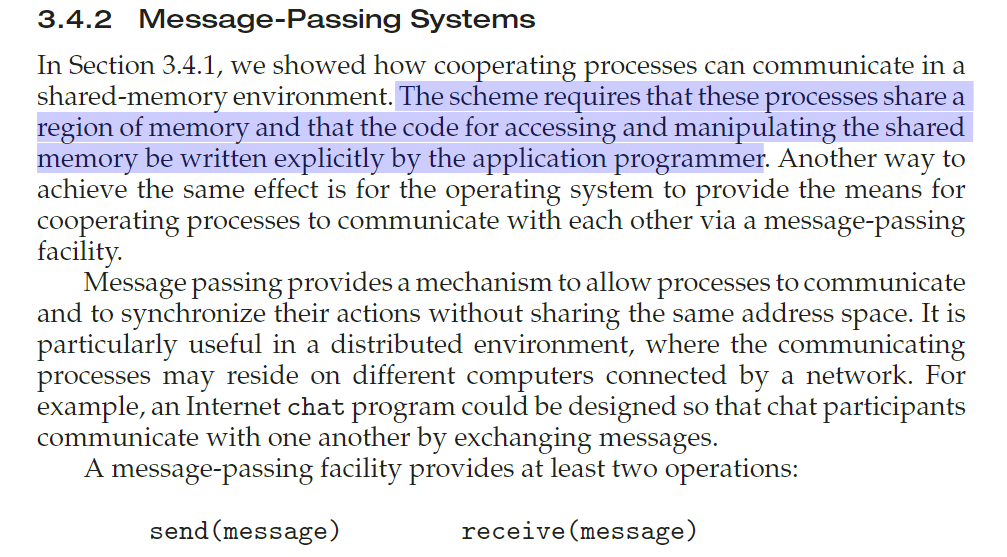 3.4.2 Message-Passing Systems
In Section 3.4.1, we showed how cooperating processes can communicate in a
shared-memory environment. The scheme requires that these processes share a
region of memory and that the code for accessing and manipulating the shared
memory be written explicitly by the application programmer. Another way to
achieve the same effect is for the operating system to provide the means for
cooperating processes to communicate with each other via a message-passing
facility.
Message passing provides a mechanism to allow processes to communicate
and to synchronize their actions without sharing the same address space. It is
particularly useful in a distributed environment, where the communicating
processes may reside on different computers connected by a network. For
example, an Internet chat program could be designed so that chat participants
communicate with one another by exchanging messages.
A message-passing facility provides at least two operations:
send(message) receive(message)